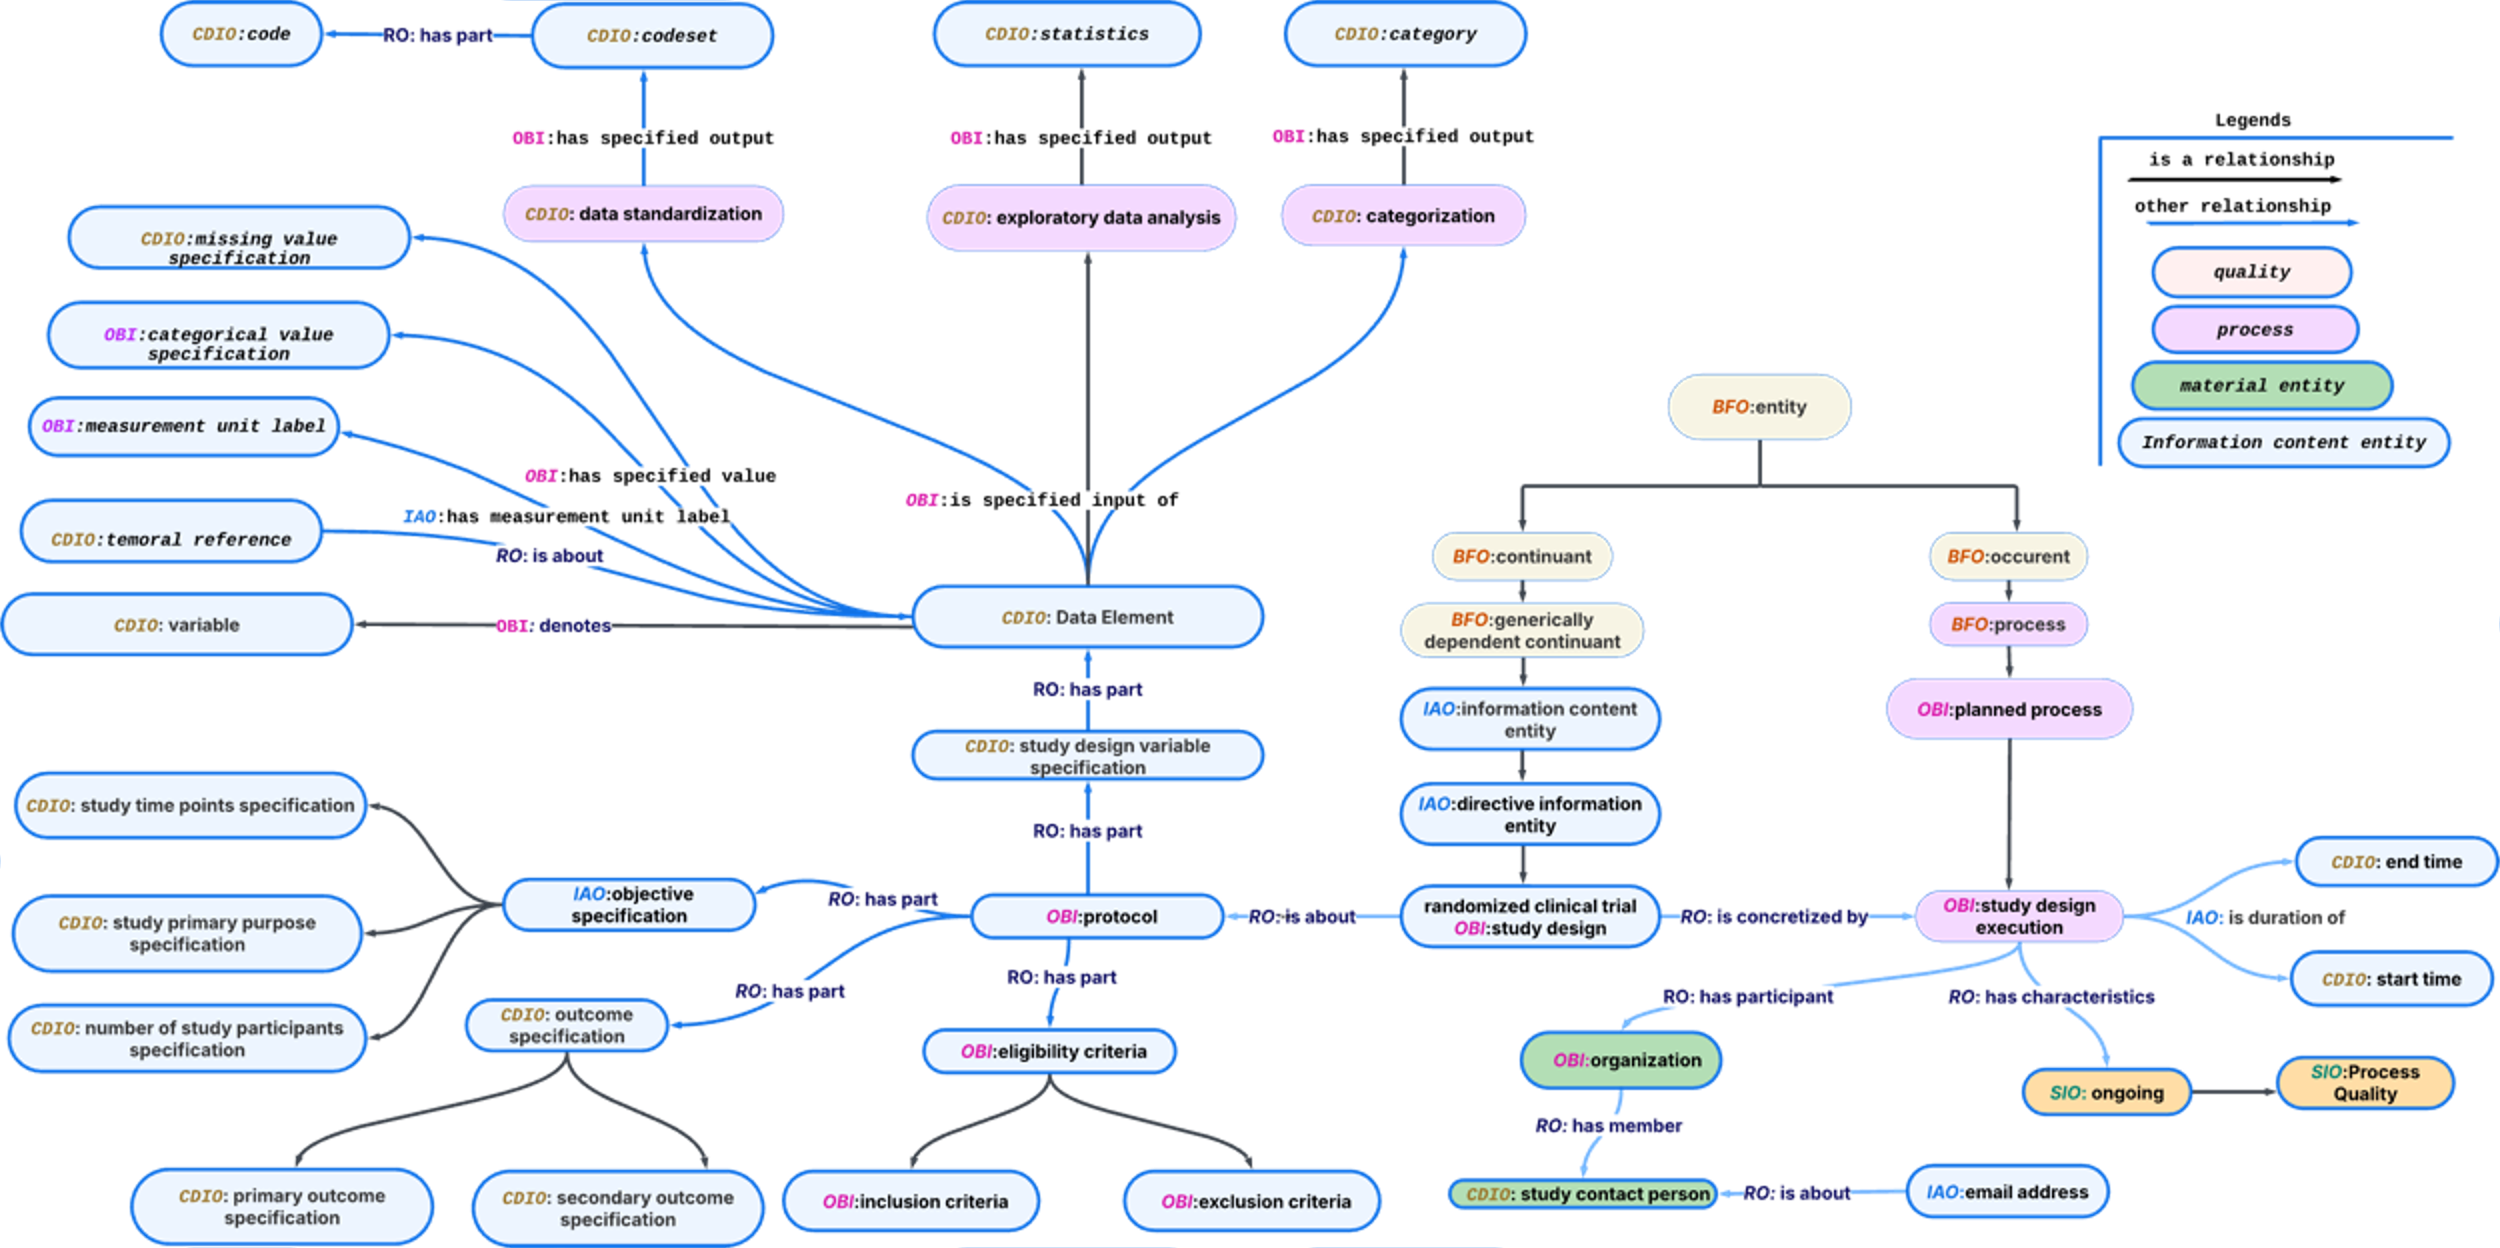 CDIO:code
RO: has part
CDIO:codeset
CDIO:statistics
CDIO:category
OBI:has specified output
OBI:has specified output
OBI:has specified output
CDIO: data standardization
CDIO: exploratory data analysis
CDIO: categorization
Legends
is a relationship
other relationship
quality
process
material entity
Information content entity
CDIO:missing value
specification
OBI:categorical value
specification
OBI:measurement unit label
OBI:has specified value
IAO:has measurement unit label
CDIO:temoral reference
RO: is about
OBI:is specified input of
CDIO: variable
OBI: denotes
CDIO: Data Element
RO: has part
CDIO: study design variable
specification
RO: has part
BFO:entity
BFO:continuant
BFO:occurent
BFO:generically
dependent continuant
BFO:process
IAO:information content
entity
OBI:planned process
IAO:directive information
entity
CDIO: study time points specification
CDIO: study primary purpose
specification
CDIO: number of study participants
specification
IAO:objective
specification
RO: has part
OBI:protocol
RO: is about
randomized clinical trial
OBI:study design
RO: is concretized by
OBI:study design
execution
CDIO: end time
IAO: is duration of
CDIO: start time
RO: has part
RO: has part
CDIO: outcome
specification
OBI:eligibility criteria
RO: has participant
RO: has characteristics
OBI:organization
SIO: ongoing
SIO:Process
Quality
RO: has member
CDIO: primary outcome
specification
CDIO: secondary outcome
specification
OBI:inclusion criteria
OBI:exclusion criteria
CDIO: study contact person
RO: is about
IAO:email address